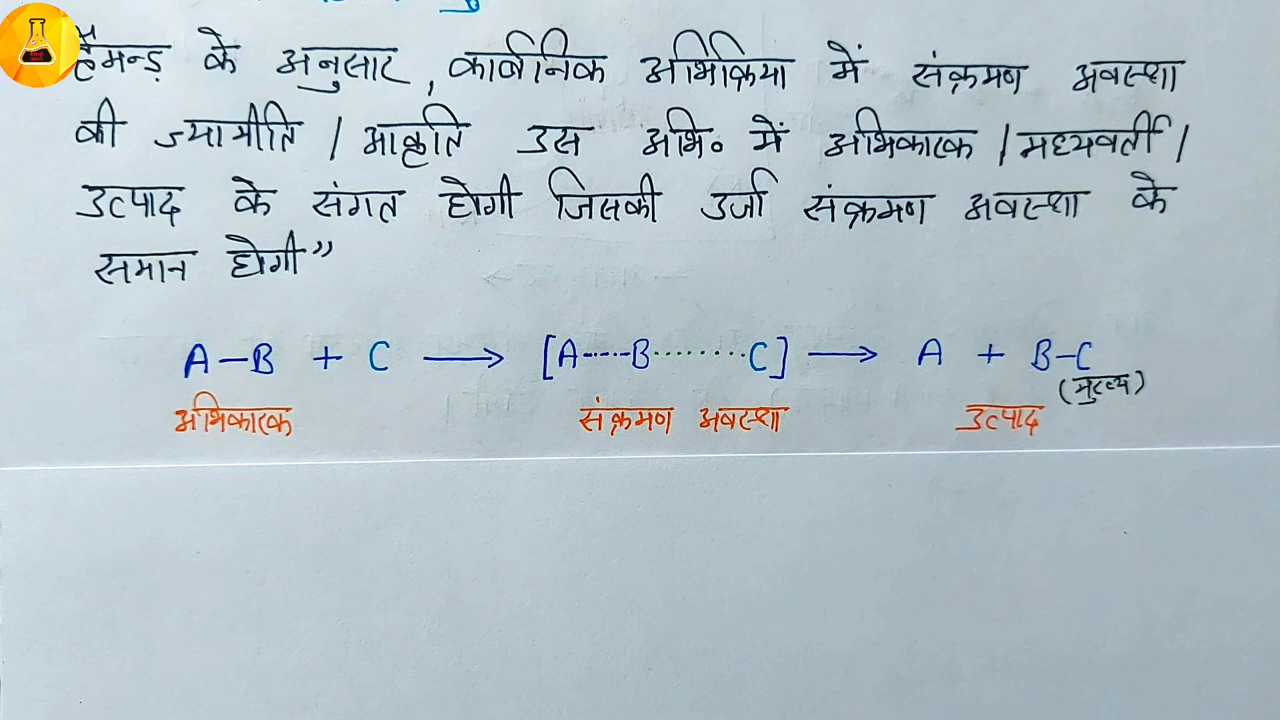 हैमन्ड़ के अनुसार, कार्बनिक अभिक्रिया में संक्रमण अवस्था
की ज्यामीति / आकृति उस अभि० में अभिकारक / मध्यवर्ती /
उत्पाद के संगत होगी जिसकी उर्जा संक्रमण अवस्था के
समान होगी”
A–B + C ⟶ [A-----B........C] ⟶ A + B–C
(मुख्य)
अभिकारक संक्रमण अवस्था उत्पाद